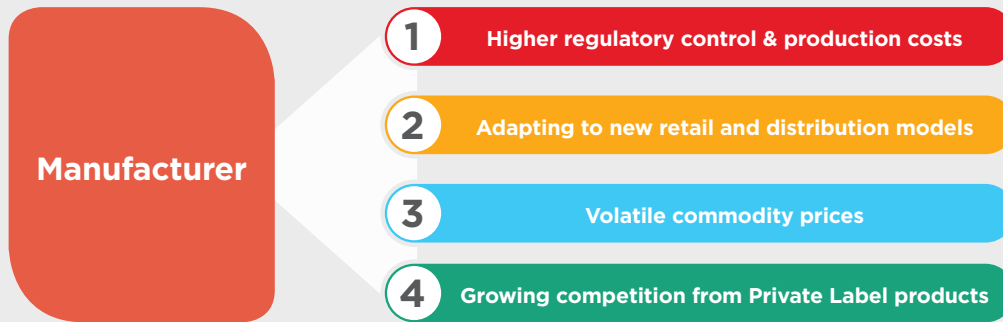 Manufacturer
1 Higher regulatory control & production costs
2 Adapting to new retail and distribution models
3 Volatile commodity prices
4 Growing competition from Private Label products